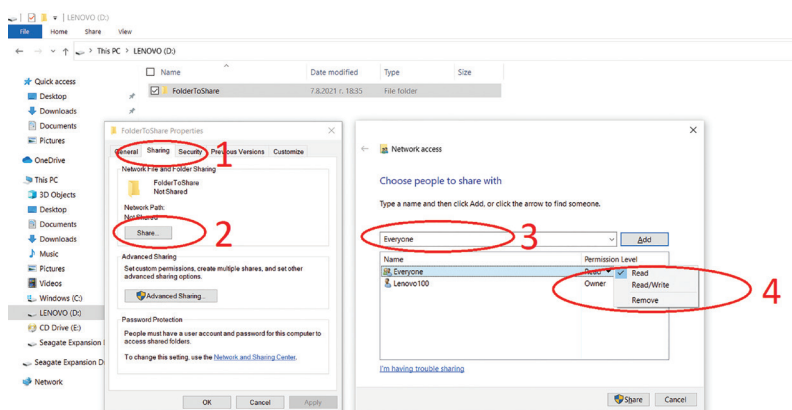 LENOVO (D:)
File Home Share View
This PC > LENOVO (D:)
Name Date modified Type Size
FolderToShare 7.8.2021 г. 18:35 File folder
Quick access
Desktop
Downloads
Documents
Pictures
OneDrive
This PC
3D Objects
Desktop
Documents
Downloads
Music
Pictures
Videos
Windows (C:)
LENOVO (D:)
CD Drive (E:)
Seagate Expansion
Seagate Expansion D
Network
FolderToShare Properties
General Sharing Security Previous Versions Customize
1
Network File and Folder Sharing
FolderToShare
Not Shared
Network Path:
Not Shared
Share...
2
Advanced Sharing
Set custom permissions, create multiple shares, and set other
advanced sharing options.
Advanced Sharing...
Password Protection
People must have a user account and password for this computer to
access shared folders.
To change this setting, use the Network and Sharing Center.
OK Cancel Apply
Network access
Choose people to share with
Type a name and then click Add, or click the arrow to find someone.
Everyone
3
Add
Name Permission Level
Everyone Read
Lenovo100 Owner
Read
Read/Write
Remove
4
I'm having trouble sharing
Share Cancel